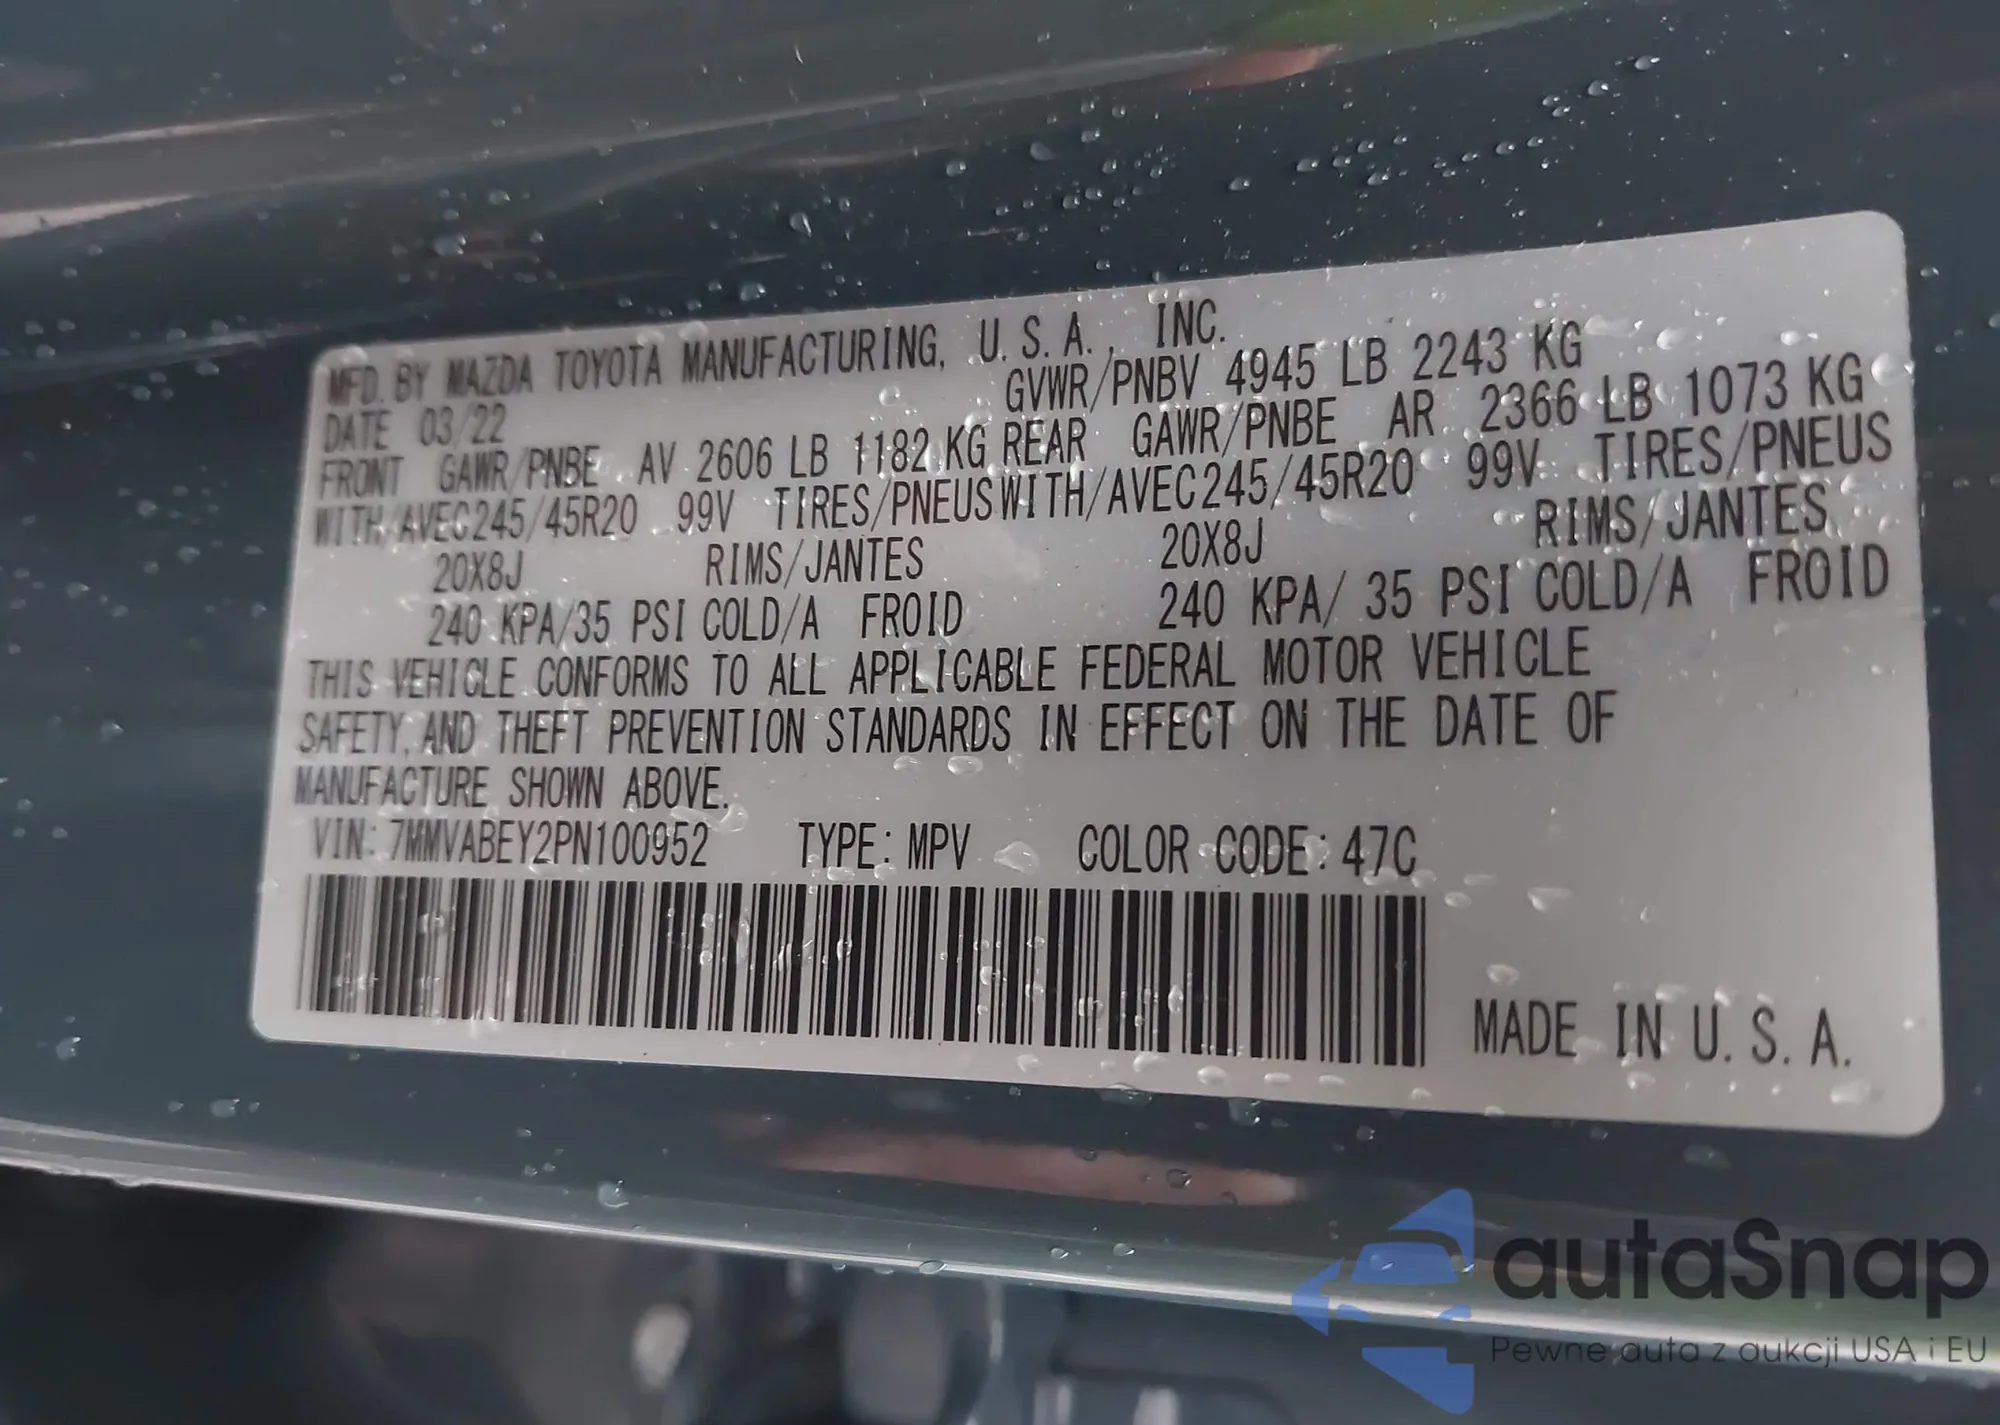 MFD. BY MAZDA TOYOTA MANUFACTURING, U.S.A., INC.
DATE 03/22 GVWR/PNBV 4945 LB 2243 KG
FRONT GAWR/PNBE AV 2606 LB 1182 KG REAR GAWR/PNBE AR 2366 LB 1073 KG
WITH/AVEC245/45R20 99V TIRES/PNEUSWITH/AVEC245/45R20 99V TIRES/PNEUS
20X8J RIMS/JANTES 20X8J RIMS/JANTES
240 KPA/35 PSI COLD/A FROID 240 KPA/ 35 PSI COLD/A FROID
THIS VEHICLE CONFORMS TO ALL APPLICABLE FEDERAL MOTOR VEHICLE
SAFETY, AND THEFT PREVENTION STANDARDS IN EFFECT ON THE DATE OF
MANUFACTURE SHOWN ABOVE.
VIN: 7MMVABEY2PN100952 TYPE: MPV COLOR CODE: 47C
MADE IN U.S.A.
autaSnap
Pewne auta z aukcji USA i EU